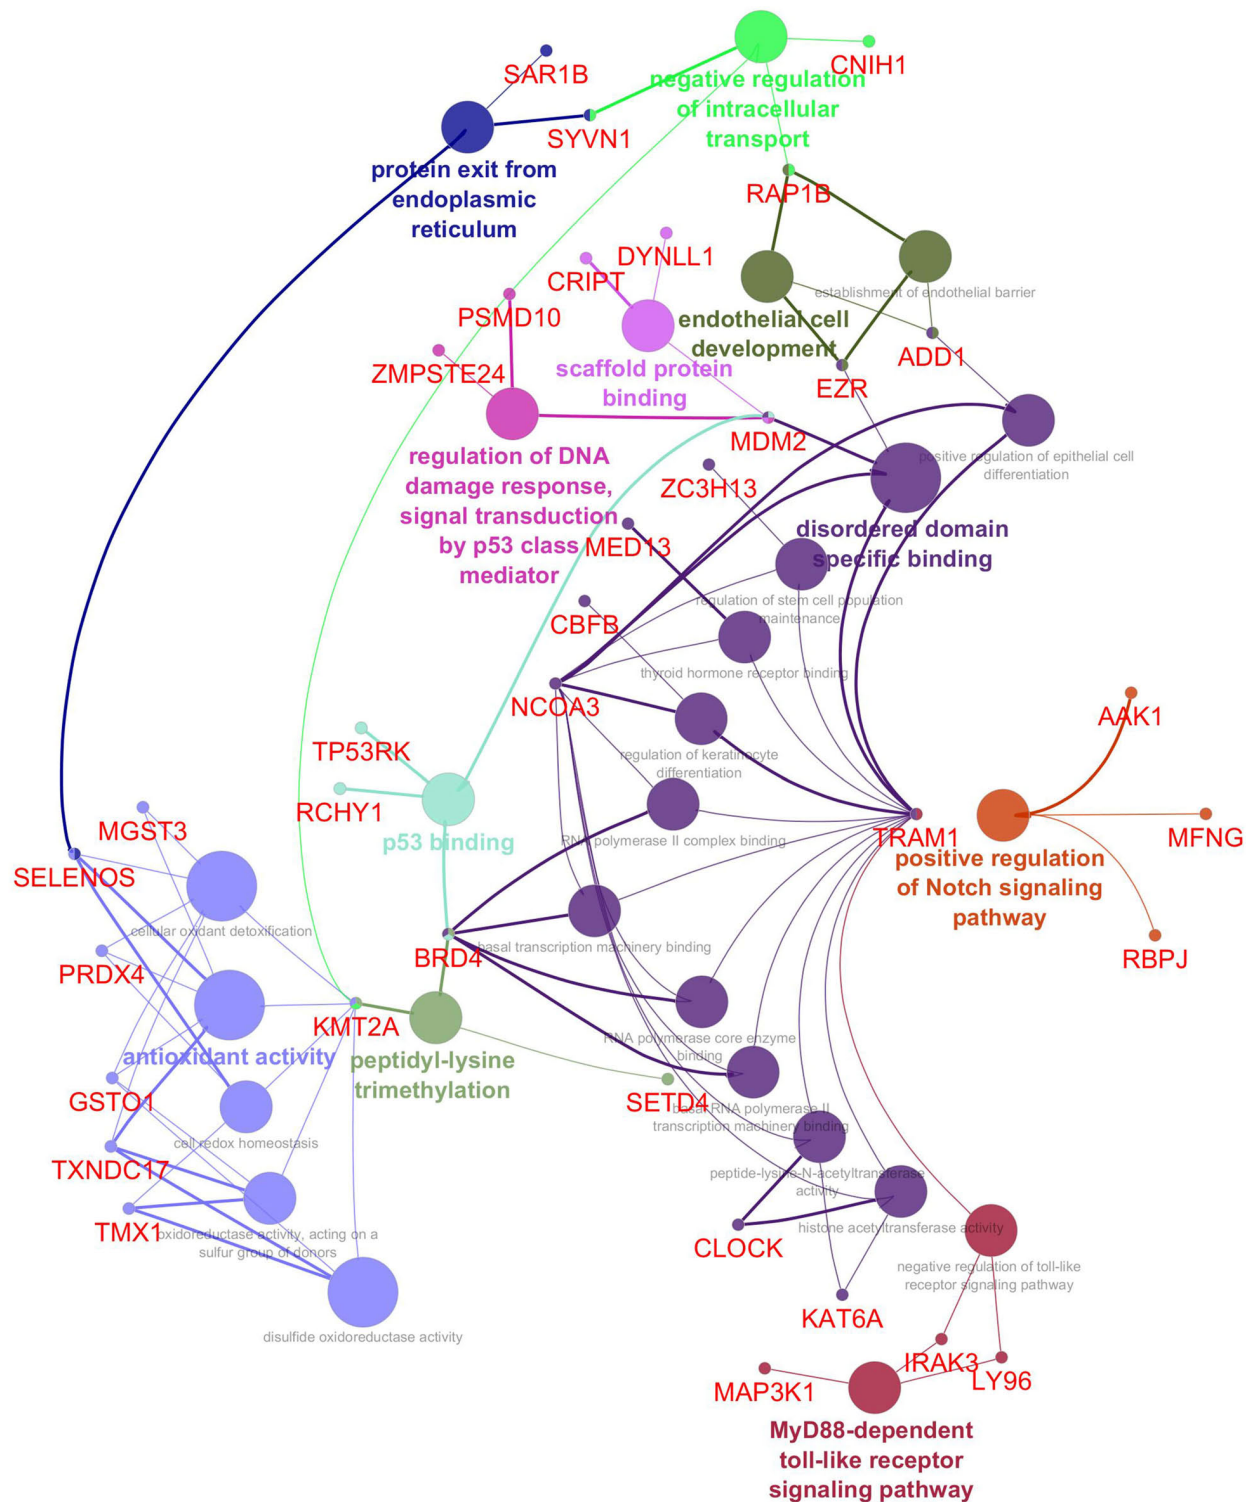 SAR1B
CNIH1
negative regulation
of intracellular
transport
SYVN1
protein exit from
endoplasmic
reticulum
RAP1B
DYNLL1
CRIPT
establishment of endothelial barrier
PSMD10
endothelial cell
development
ADD1
ZMPSTE24
scaffold protein
binding
EZR
MDM2
regulation of DNA
damage response,
signal transduction
by p53 class
mediator
positive regulation of epithelial cell
differentiation
ZC3H13
disordered domain
specific binding
MED13
regulation of stem cell population
maintenance
CBFB
thyroid hormone receptor binding
NCOA3
AAK1
regulation of keratinocyte
differentiation
TP53RK
RCHY1
MGST3
p53 binding
RNA polymerase II complex binding
TRAM1
MFNG
positive regulation
of Notch signaling
pathway
SELENOS
cellular oxidant detoxification
basal transcription machinery binding
BRD4
RBPJ
PRDX4
KMT2A
RNA polymerase core enzyme
binding
antioxidant activity
peptidyl-lysine
trimethylation
GSTO1
SETD4
basal RNA polymerase II
transcription machinery binding
cell redox homeostasis
TXNDC17
peptide-lysine-N-acetyltransferase
activity
TMX1
oxidoreductase activity, acting on a
sulfur group of donors
histone acetyltransferase activity
CLOCK
negative regulation of toll-like
receptor signaling pathway
disulfide oxidoreductase activity
KAT6A
IRAK3
LY96
MAP3K1
MyD88-dependent
toll-like receptor
signaling pathway